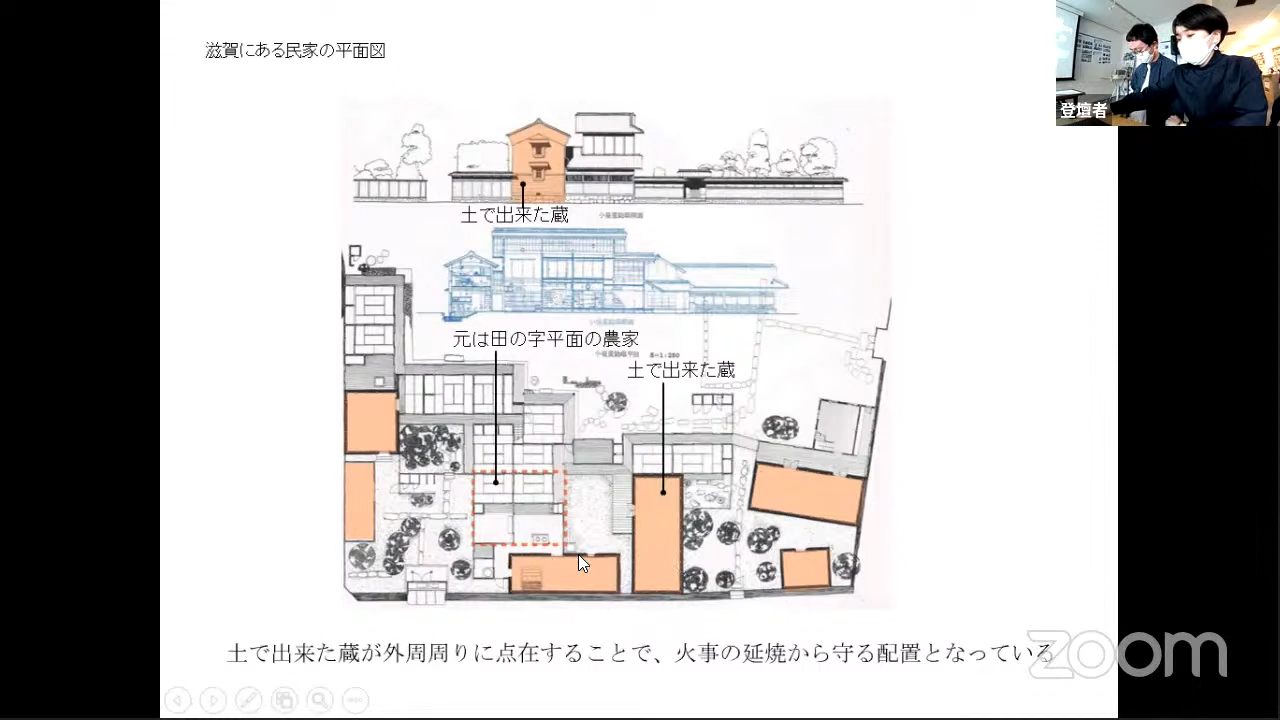 滋賀にある民家の平面図
登壇者
土で出来た蔵
元は田の字平面の農家
土で出来た蔵
土で出来た蔵が外周周りに点在することで、火事の延焼から守る配置となっている
zoom